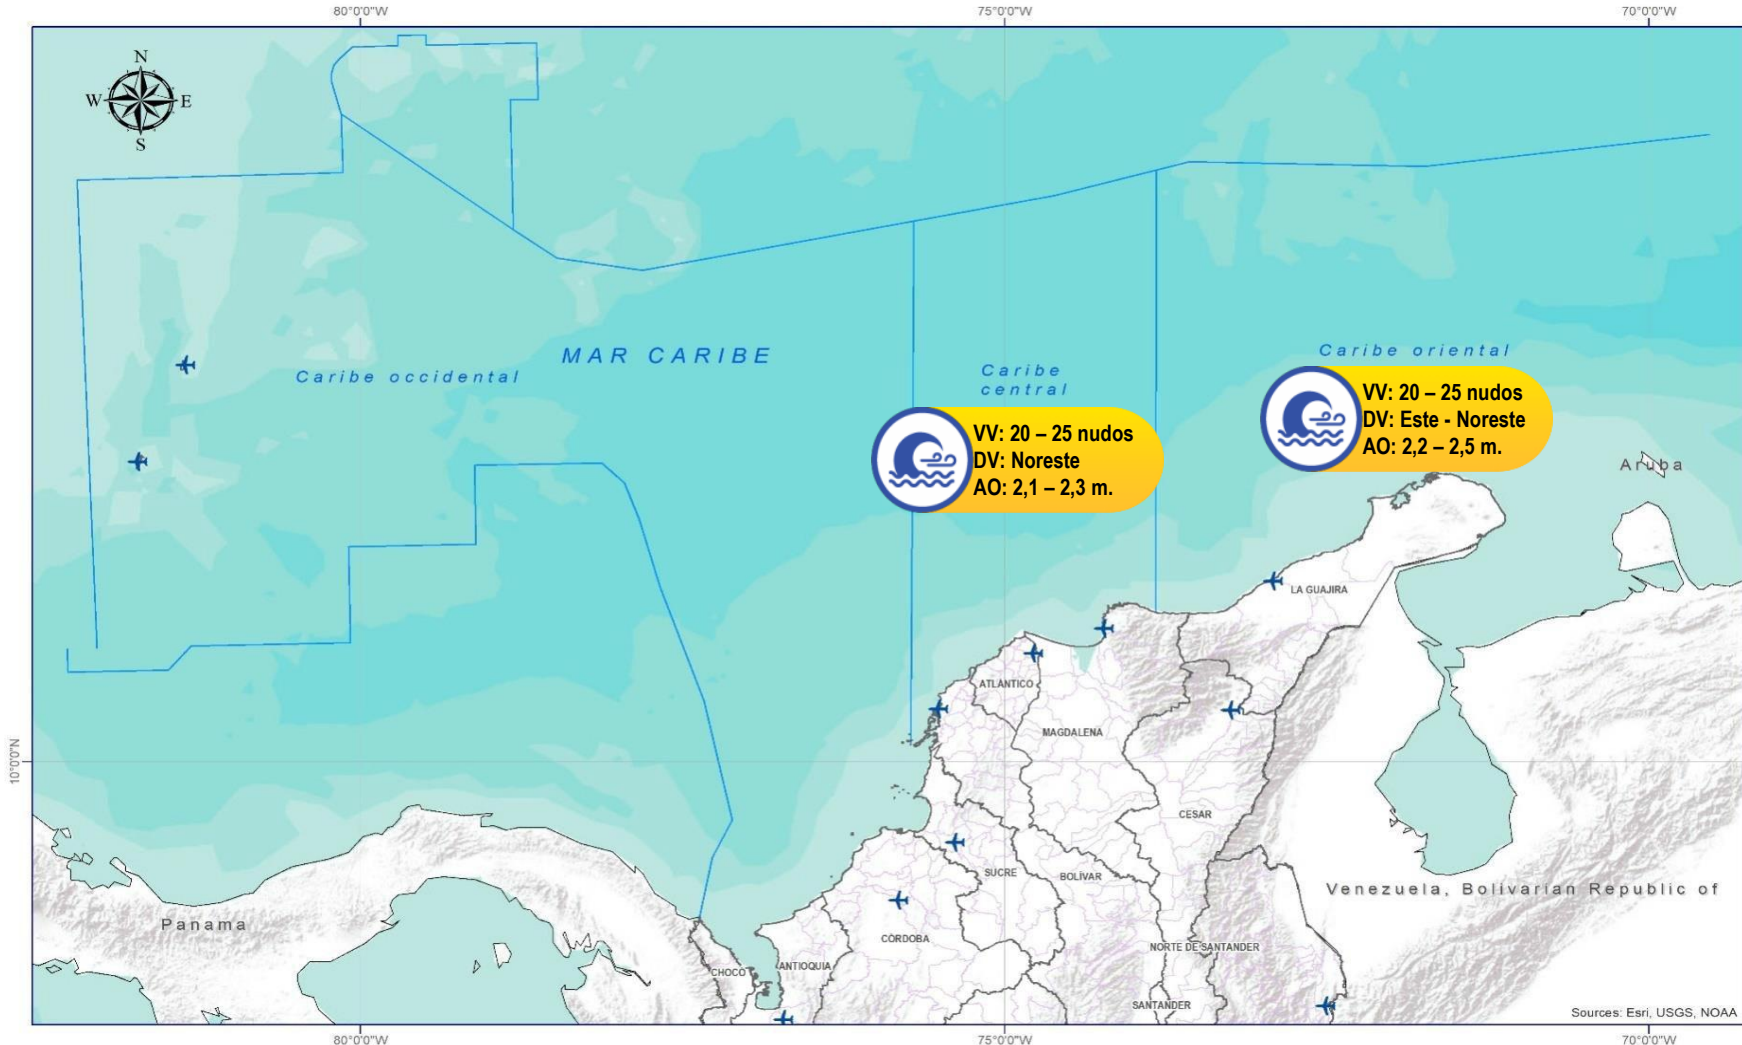 80°0'0"W
75°0'0"W
70°0'0"W
N
W
E
S
MAR CARIBE
Caribe occidental
Caribe
central
Caribe oriental
VV: 20 – 25 nudos
DV: Este - Noreste
AO: 2,2 – 2,5 m.
VV: 20 – 25 nudos
DV: Noreste
AO: 2,1 – 2,3 m.
Aruba
LA GUAJIRA
ATLÁNTICO
MAGDALENA
10°0'0"N
CESAR
SUCRE
BOLÍVAR
Venezuela, Bolivarian Republic of
Panama
CÓRDOBA
NORTE DE SANTANDER
CHOCO
ANTIOQUIA
SANTANDER
Sources: Esri, USGS, NOAA
80°0'0"W
75°0'0"W
70°0'0"W